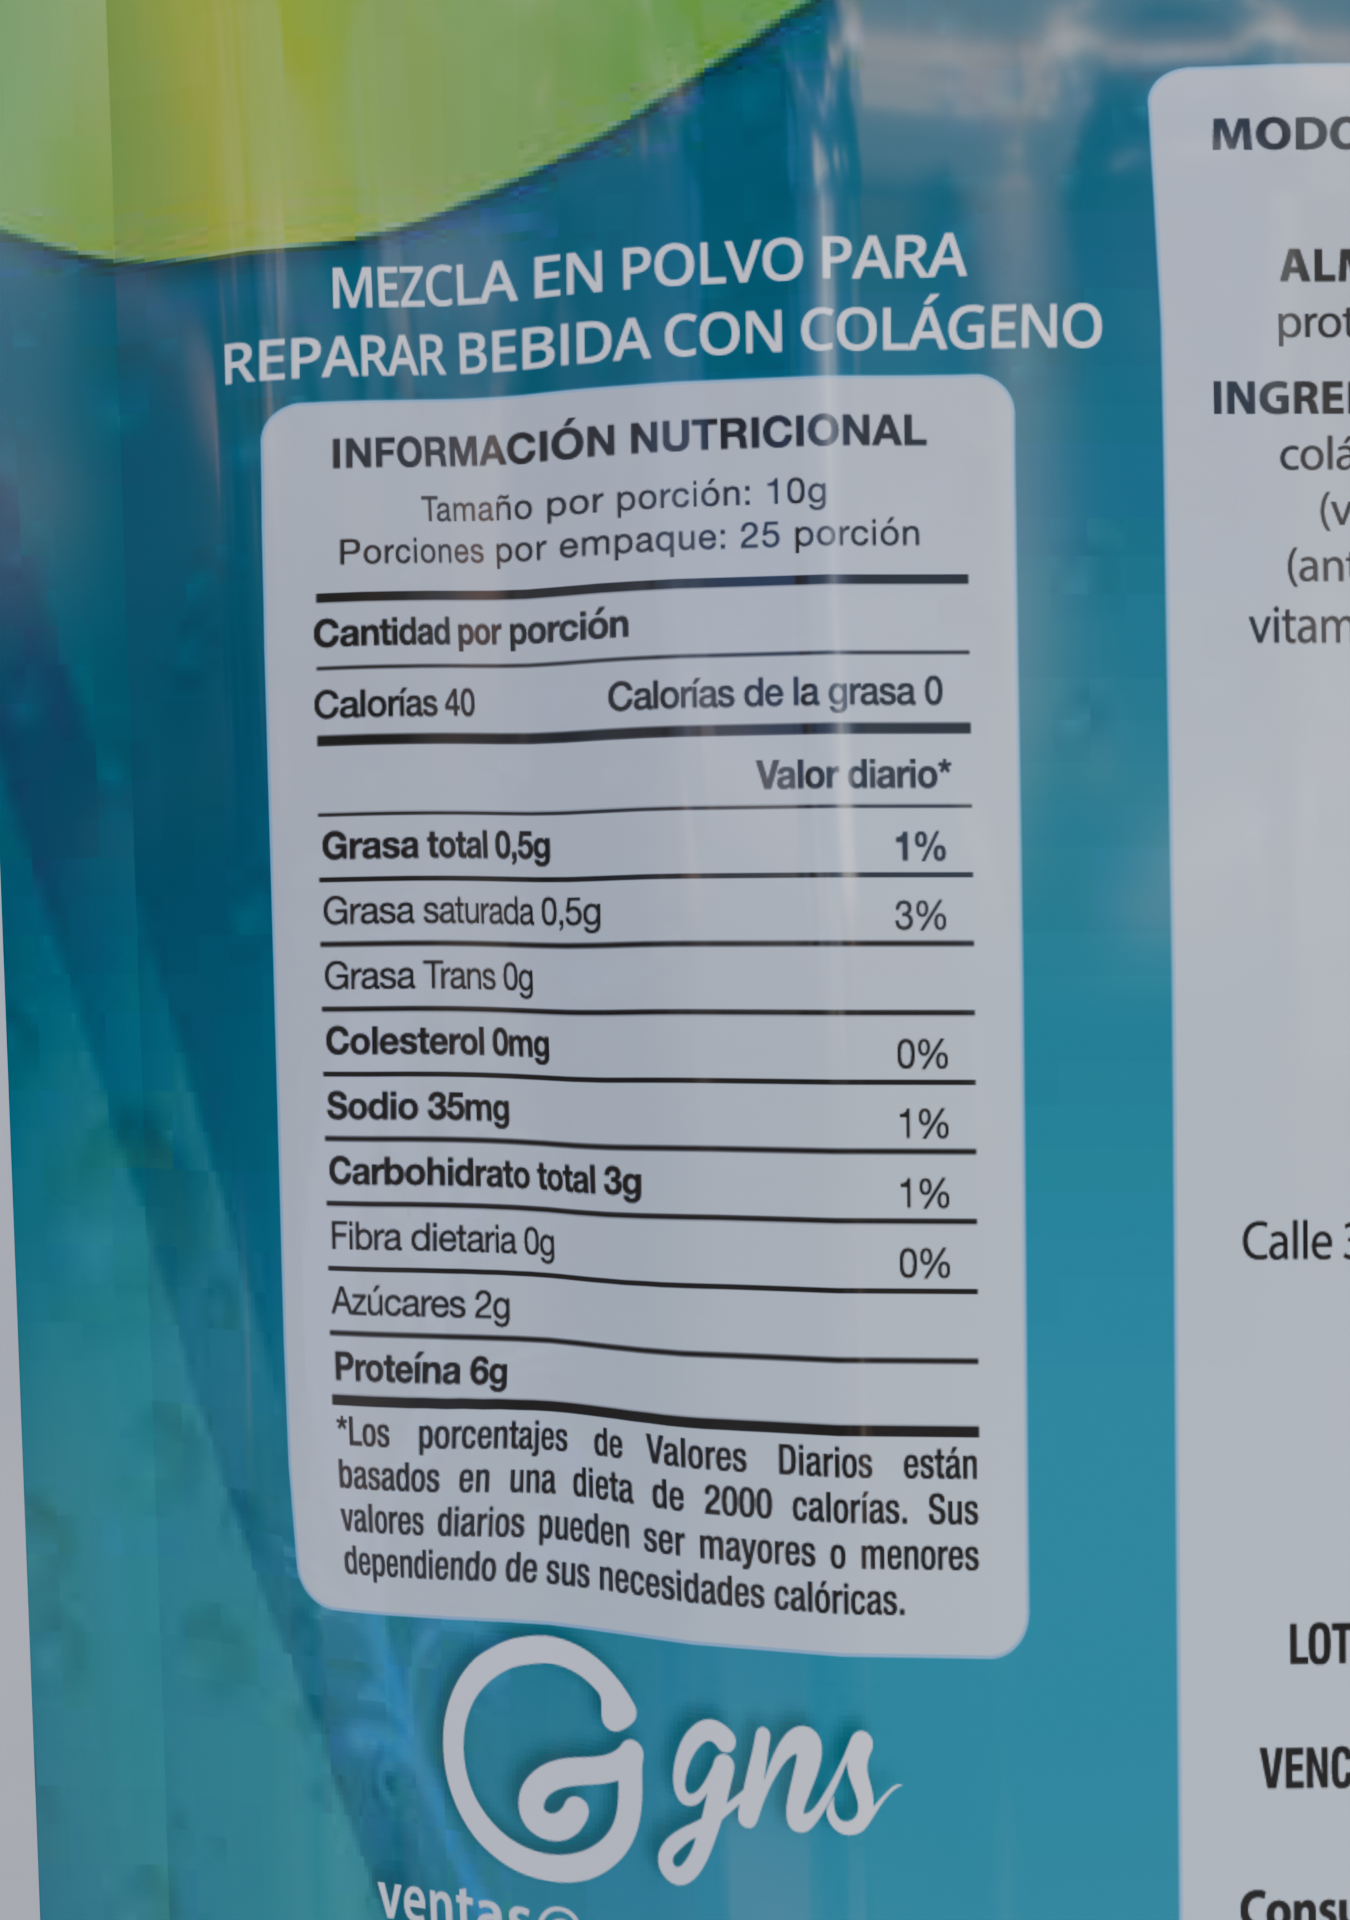 MEZCLA EN POLVO PARA
REPARAR BEBIDA CON COLÁGENO
INFORMACIÓN NUTRICIONAL
Tamaño por porción: 10g
Porciones por empaque: 25 porción
Cantidad por porción
Calorías 40 Calorías de la grasa 0
Valor diario*
Grasa total 0,5g 1%
Grasa saturada 0,5g 3%
Grasa Trans 0g
Colesterol 0mg 0%
Sodio 35mg 1%
Carbohidrato total 3g 1%
Fibra dietaria 0g 0%
Azúcares 2g
Proteína 6g
*Los porcentajes de Valores Diarios están
basados en una dieta de 2000 calorías. Sus
valores diarios pueden ser mayores o menores
dependiendo de sus necesidades calóricas.
G gns
ventas@
MODO
ALM
prot
INGRE
colá
(v
(ant
vitam
Calle 3
LOT
VENC
Consu